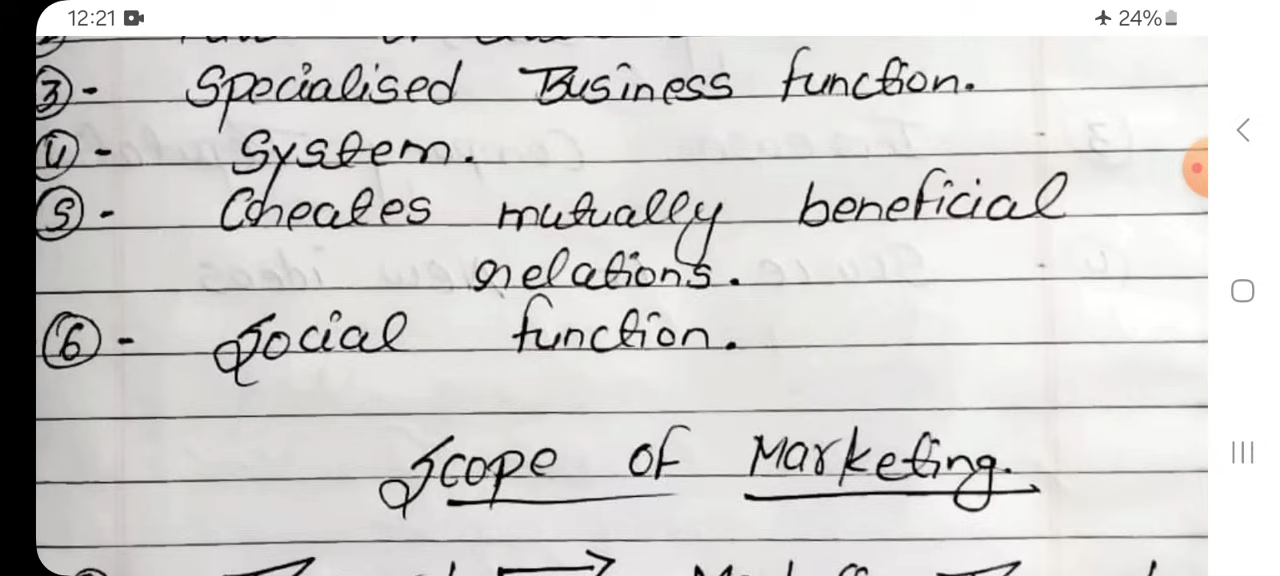 12:21 24%
③- Specialised Business function.
④- System.
⑤- Creates mutually beneficial
relations.
⑥- Social function.
Scope of Marketing.